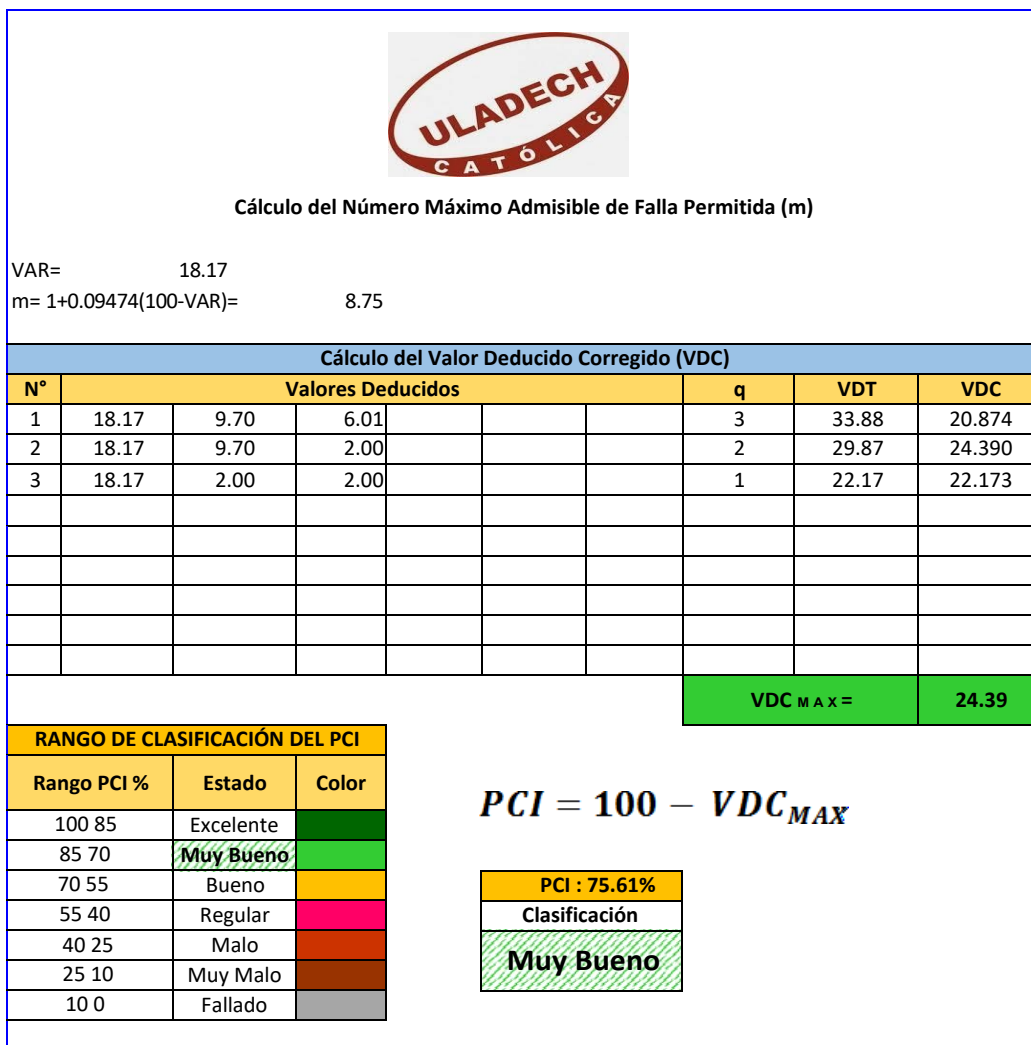 ULADECH
CATÓLICA
Cálculo del Número Máximo Admisible de Falla Permitida (m)
VAR= 18.17
m= 1+0.09474(100-VAR)= 8.75
Cálculo del Valor Deducido Corregido (VDC)
N° Valores Deducidos q VDT VDC
1 18.17 9.70 6.01 3 33.88 20.874
2 18.17 9.70 2.00 2 29.87 24.390
3 18.17 2.00 2.00 1 22.17 22.173
VDC MAX = 24.39
RANGO DE CLASIFICACIÓN DEL PCI
Rango PCI % Estado Color
100 85 Excelente
85 70 Muy Bueno
70 55 Bueno
55 40 Regular
40 25 Malo
25 10 Muy Malo
10 0 Fallado
PCI = 100 − VDC MAX
PCI : 75.61%
Clasificación
Muy Bueno